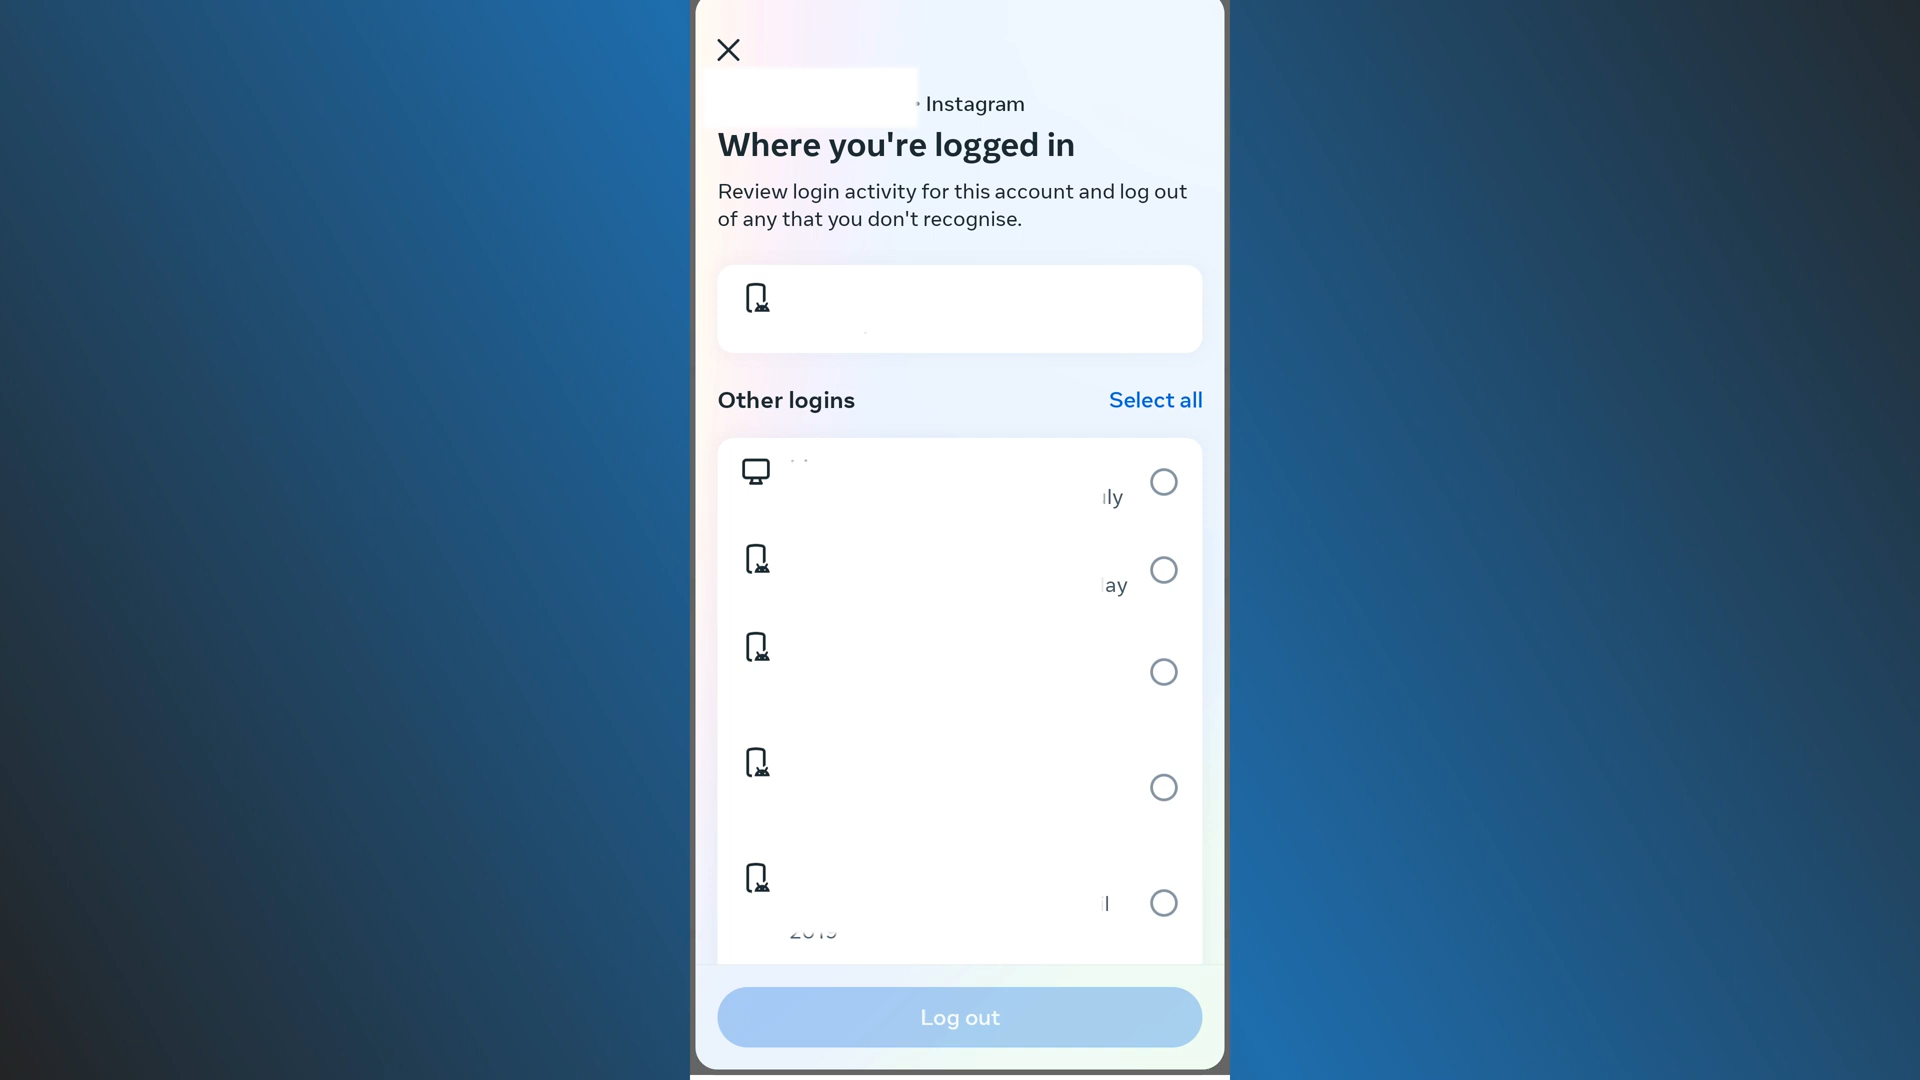 Instagram
Where you're logged in
Review login activity for this account and log out
of any that you don't recognise.
Other logins
Select all
Log out